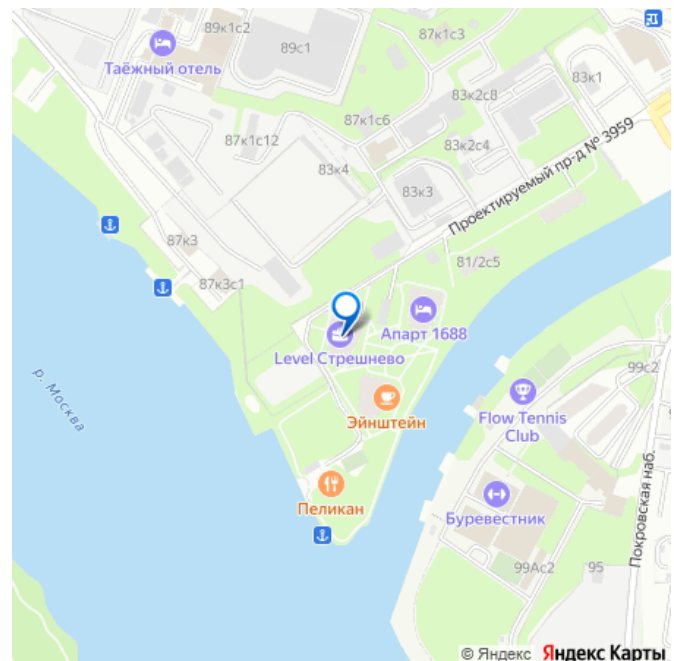 89к1с2
87к1с3
89с1
Таёжный отель
83к1
83к2с8
87к1с6
87к1с12
83к2с4
83к4
83к3
Проектируемый пр-д № 3959
87к3
81/2с5
87к3с1
Апарт 1688
Level Стрешнево
99с2
р. Москва
Эйнштейн
Flow Tennis
Club
Пеликан
Буревестник
Покровская наб.
99Ас2
95
© Яндекс Яндекс Карты